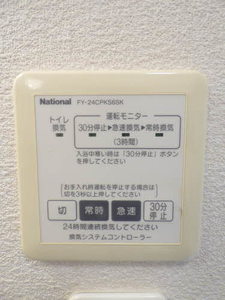 National FY-24CPKS6SK
トイレ
換気
運転モニター
30分停止▶急速換気▶常時換気
(3時間)
入浴中寒い時は「30分停止」ボタン
を押してください
お手入れ時運転を停止する場合は
切を3秒以上押してください
切 常時 急速 30分停止
24時間連続換気してください
換気システムコントローラー